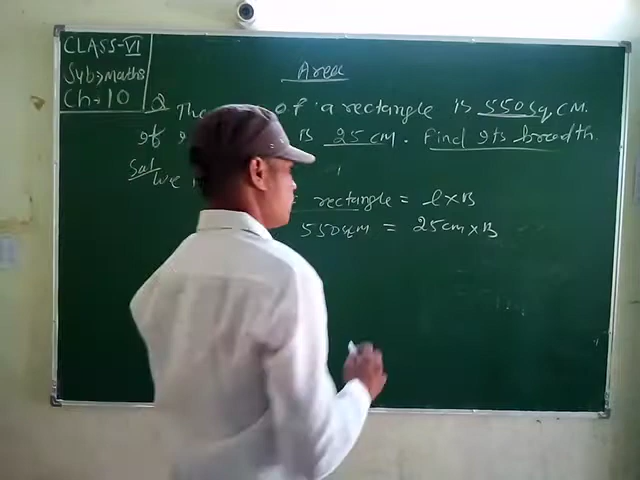 CLASS-VI
Sub→maths
Ch→10
Area
Q The of a rectangle is 550sq CM.
If is 25 CM. Find Its breadth.
Sol
We
rectangle = l×B
550sqcm = 25cm×B